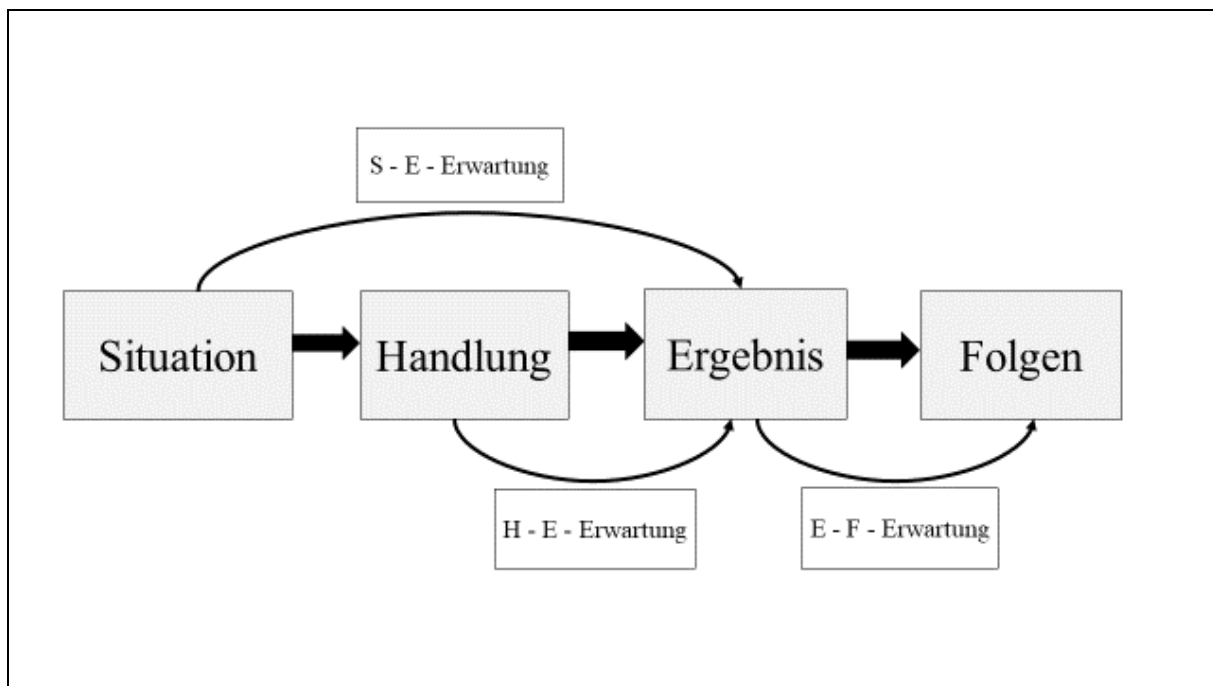 S - E - Erwartung
Situation
Handlung
Ergebnis
Folgen
H - E - Erwartung
E - F - Erwartung